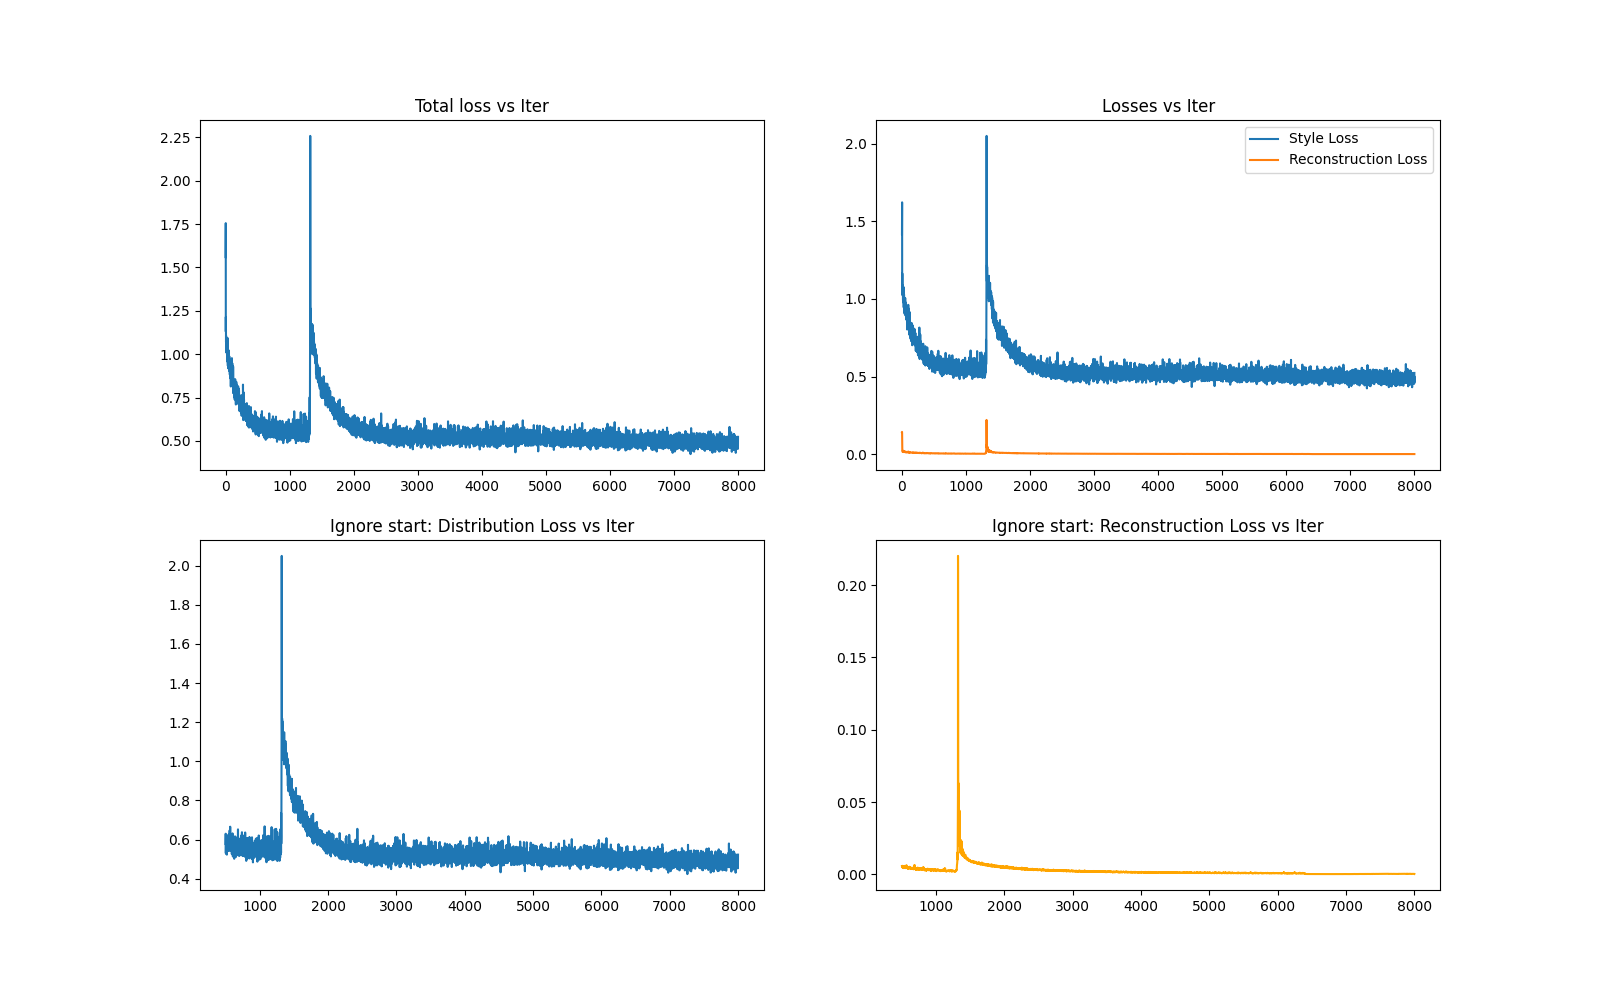 Total loss vs Iter
2.25
2.00
1.75
1.50
1.25
1.00
0.75
0.50
0 1000 2000 3000 4000 5000 6000 7000 8000
Losses vs Iter
Style Loss
Reconstruction Loss
2.0
1.5
1.0
0.5
0.0
0 1000 2000 3000 4000 5000 6000 7000 8000
Ignore start: Distribution Loss vs Iter
2.0
1.8
1.6
1.4
1.2
1.0
0.8
0.6
0.4
1000 2000 3000 4000 5000 6000 7000 8000
Ignore start: Reconstruction Loss vs Iter
0.20
0.15
0.10
0.05
0.00
1000 2000 3000 4000 5000 6000 7000 8000